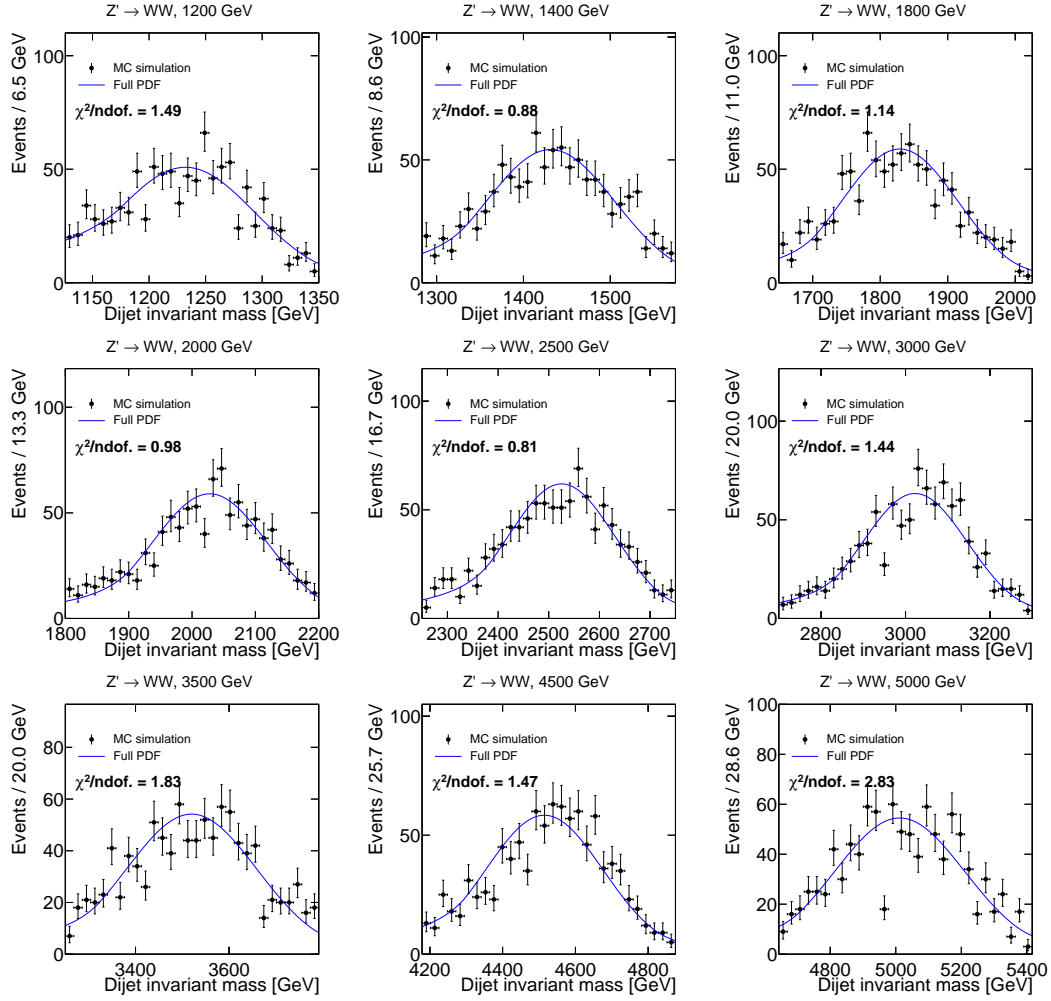 Z' → WW, 1200 GeV
Events / 6.5 GeV
100
50
0
MC simulation
Full PDF
χ²/ndof. = 1.49
1150 1200 1250 1300 1350
Dijet invariant mass [GeV]
Z' → WW, 1400 GeV
Events / 8.6 GeV
100
50
0
MC simulation
Full PDF
χ²/ndof. = 0.88
1300 1400 1500
Dijet invariant mass [GeV]
Z' → WW, 1800 GeV
Events / 11.0 GeV
100
50
0
MC simulation
Full PDF
χ²/ndof. = 1.14
1700 1800 1900 2000
Dijet invariant mass [GeV]
Z' → WW, 2000 GeV
Events / 13.3 GeV
100
50
0
MC simulation
Full PDF
χ²/ndof. = 0.98
1800 1900 2000 2100 2200
Dijet invariant mass [GeV]
Z' → WW, 2500 GeV
Events / 16.7 GeV
100
50
0
MC simulation
Full PDF
χ²/ndof. = 0.81
2300 2400 2500 2600 2700
Dijet invariant mass [GeV]
Z' → WW, 3000 GeV
Events / 20.0 GeV
100
50
0
MC simulation
Full PDF
χ²/ndof. = 1.44
2800 3000 3200
Dijet invariant mass [GeV]
Z' → WW, 3500 GeV
Events / 20.0 GeV
80
60
40
20
0
MC simulation
Full PDF
χ²/ndof. = 1.83
3400 3600
Dijet invariant mass [GeV]
Z' → WW, 4500 GeV
Events / 25.7 GeV
100
50
0
MC simulation
Full PDF
χ²/ndof. = 1.47
4200 4400 4600 4800
Dijet invariant mass [GeV]
Z' → WW, 5000 GeV
Events / 28.6 GeV
100
80
60
40
20
0
MC simulation
Full PDF
χ²/ndof. = 2.83
4800 5000 5200 5400
Dijet invariant mass [GeV]